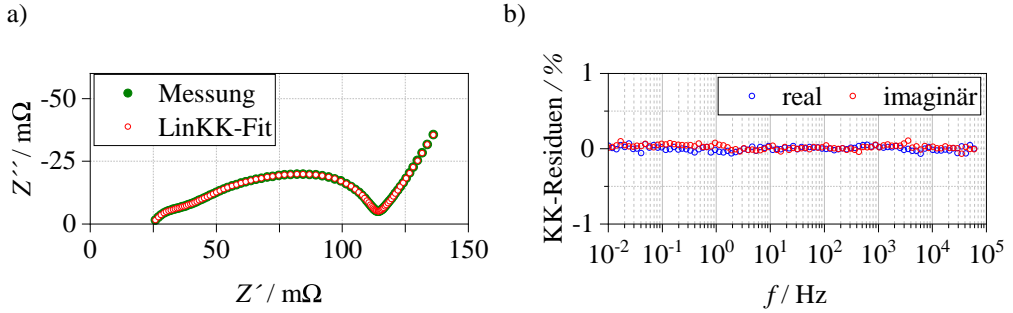 a)
Messung
LinKK-Fit
-50
-25
0
Z´´ / mΩ
0
50
100
150
Z´ / mΩ
b)
real
imaginär
1
0
-1
KK-Residuen / %
10⁻² 10⁻¹ 10⁰ 10¹ 10² 10³ 10⁴ 10⁵
f / Hz